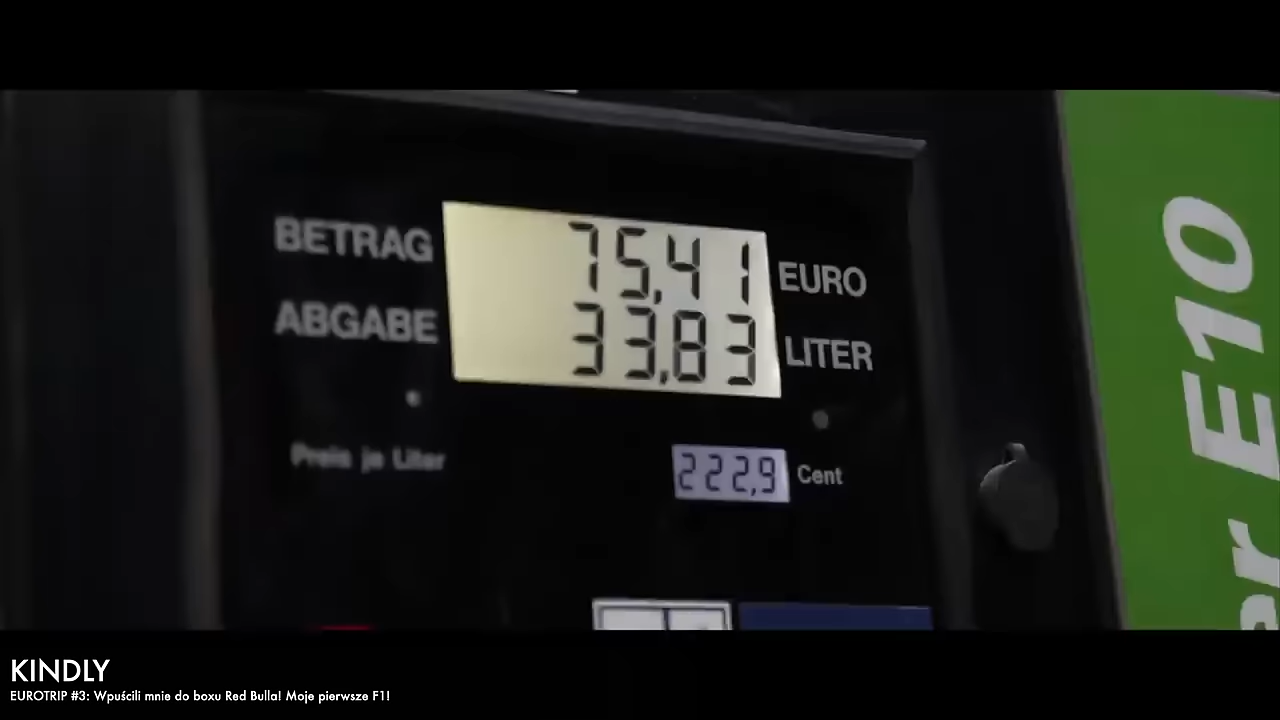 BETRAG 75,41 EURO
ABGABE 33,83 LITER
Preis je Liter 222,9 Cent
er E10
KINDLY
EUROTRIP #3: Wpuścili mnie do boxu Red Bulla! Moje pierwsze F1!